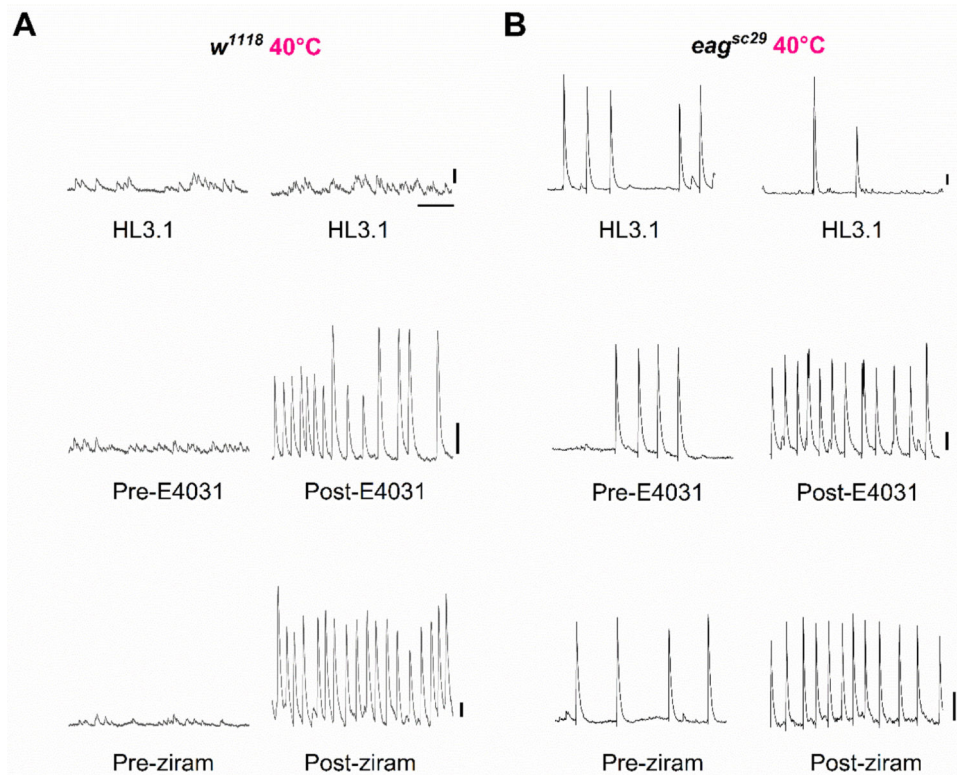 A
w1118 40°C
B
eagsc29 40°C
HL3.1
HL3.1
HL3.1
HL3.1
Pre-E4031
Post-E4031
Pre-E4031
Post-E4031
Pre-ziram
Post-ziram
Pre-ziram
Post-ziram